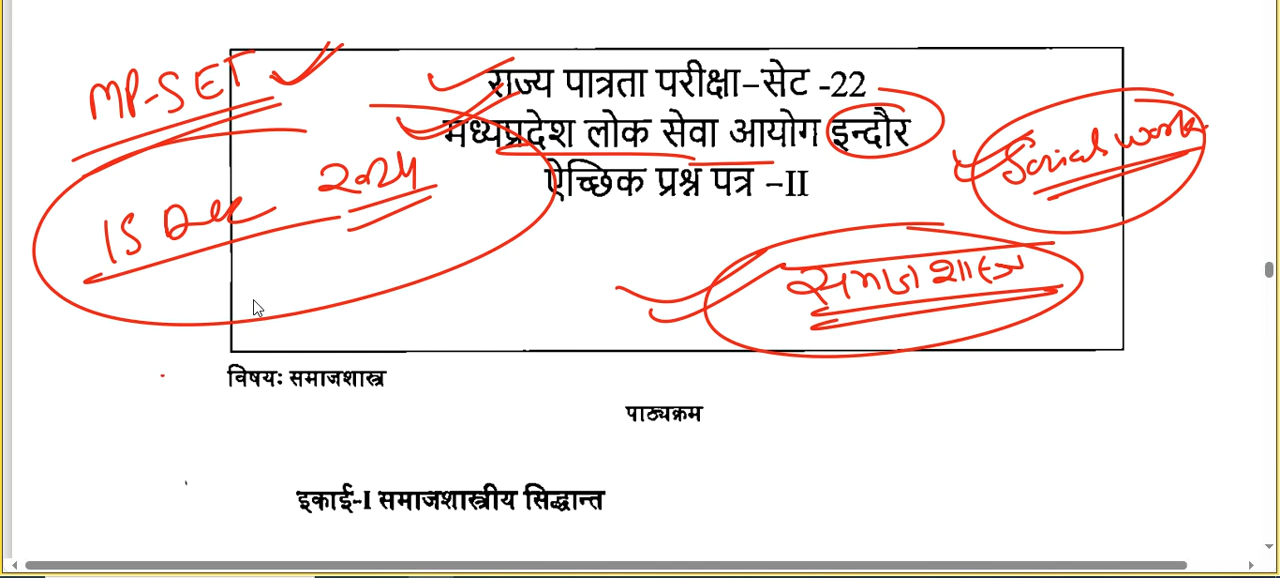 MP-SET
राज्य पात्रता परीक्षा–सेट -22
मध्यप्रदेश लोक सेवा आयोग इन्दौर
Social work
ऐच्छिक प्रश्न पत्र –II
15 Dec 2024
समाज शास्त्र
विषयः समाजशास्त्र
पाठ्यक्रम
इकाई-I समाजशास्त्रीय सिद्धान्त